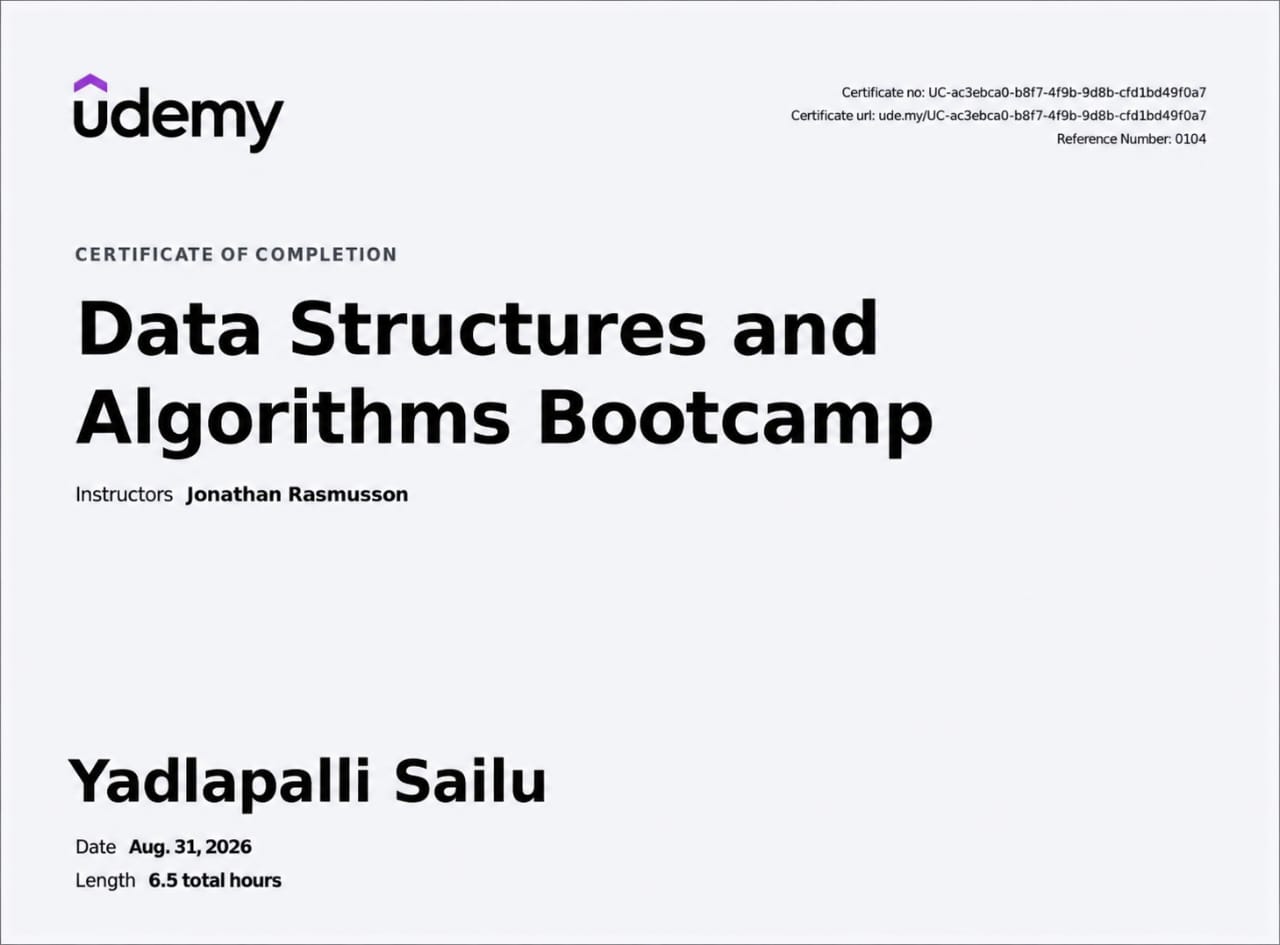 udemy
Certificate no: UC-ac3ebca0-b8f7-4f9b-9d8b-cfd1bd49f0a7
Certificate url: ude.my/UC-ac3ebca0-b8f7-4f9b-9d8b-cfd1bd49f0a7
Reference Number: 0104
CERTIFICATE OF COMPLETION
Data Structures and
Algorithms Bootcamp
Instructors Jonathan Rasmusson
Yadlapalli Sailu
Date Aug. 31, 2026
Length 6.5 total hours